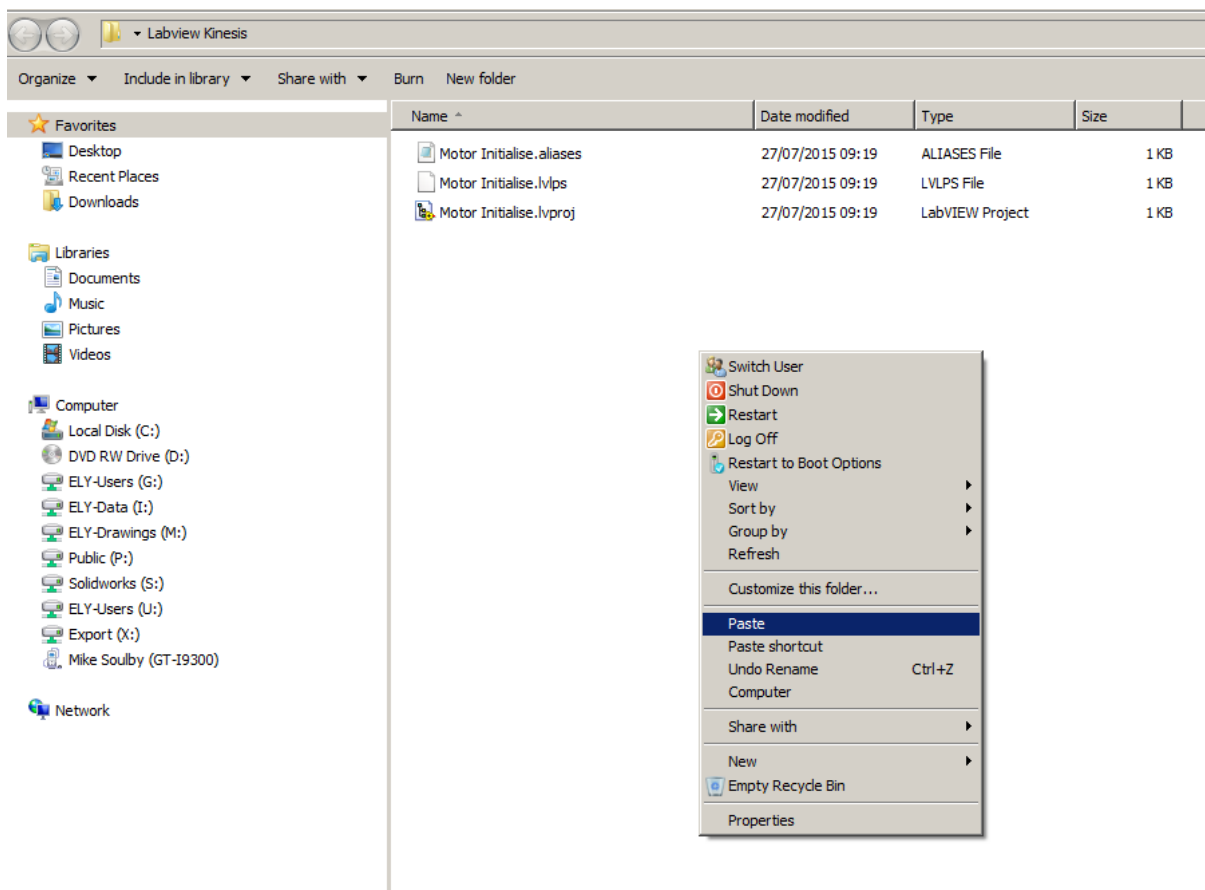 Labview Kinesis
Organize Include in library Share with Burn New folder
Favorites
Desktop
Recent Places
Downloads
Libraries
Documents
Music
Pictures
Videos
Computer
Local Disk (C:)
DVD RW Drive (D:)
ELY-Users (G:)
ELY-Data (I:)
ELY-Drawings (M:)
Public (P:)
Solidworks (S:)
ELY-Users (U:)
Export (X:)
Mike Soulby (GT-I9300)
Network
Name Date modified Type Size
Motor Initialise.aliases 27/07/2015 09:19 ALIASES File 1 KB
Motor Initialise.lvlps 27/07/2015 09:19 LVLPS File 1 KB
Motor Initialise.lvproj 27/07/2015 09:19 LabVIEW Project 1 KB
Switch User
Shut Down
Restart
Log Off
Restart to Boot Options
View
Sort by
Group by
Refresh
Customize this folder...
Paste
Paste shortcut
Undo Rename Ctrl+Z
Computer
Share with
New
Empty Recycle Bin
Properties